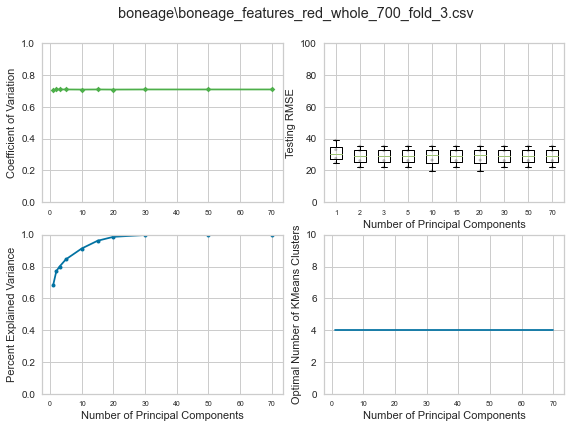 boneage\boneage_features_red_whole_700_fold_3.csv
Coefficient of Variation
1.0
0.8
0.6
0.4
0.2
0.0
0 10 20 30 40 50 60 70
Testing RMSE
100
80
60
40
20
0
1 2 3 5 10 15 20 30 50 70
Number of Principal Components
Percent Explained Variance
1.0
0.8
0.6
0.4
0.2
0.0
0 10 20 30 40 50 60 70
Number of Principal Components
Optimal Number of KMeans Clusters
10
8
6
4
2
0
0 10 20 30 40 50 60 70
Number of Principal Components